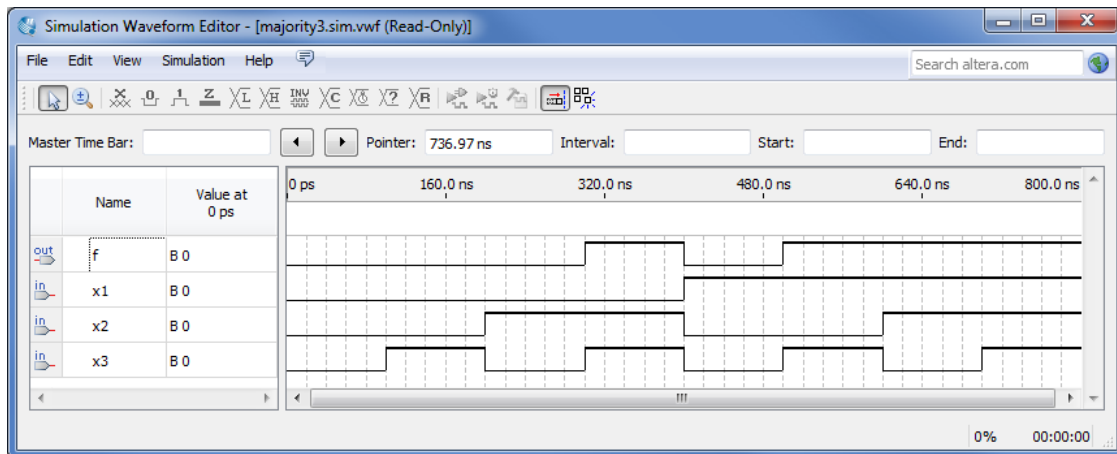 Simulation Waveform Editor - [majority3.sim.vwf (Read-Only)]
File Edit View Simulation Help Search altera.com
Master Time Bar: Pointer: 736.97 ns Interval: Start: End:
Name Value at 0 ps 0 ps 160.0 ns 320.0 ns 480.0 ns 640.0 ns 800.0 ns
out f B 0
in x1 B 0
in x2 B 0
in x3 B 0
0% 00:00:00